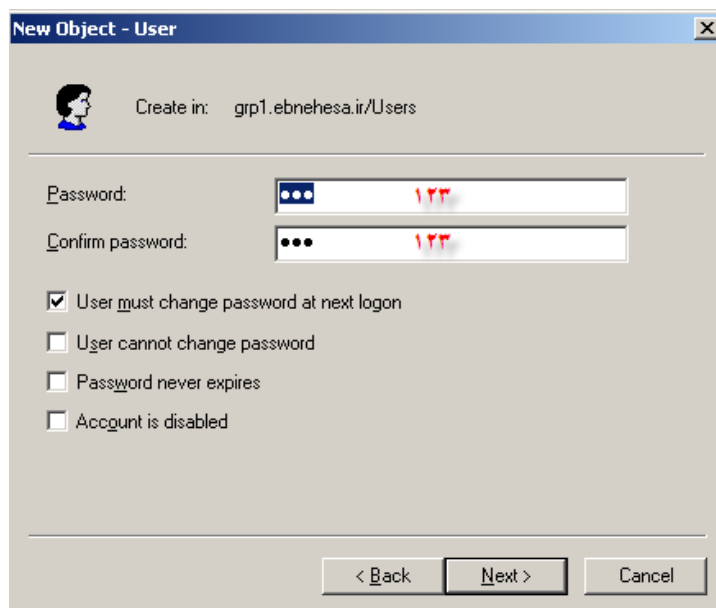 New Object - User
Create in: grp1.ebnehesa.ir/Users
Password: ●●● ۱۲۳
Confirm password: ●●● ۱۲۳
User must change password at next logon
User cannot change password
Password never expires
Account is disabled
< Back Next > Cancel